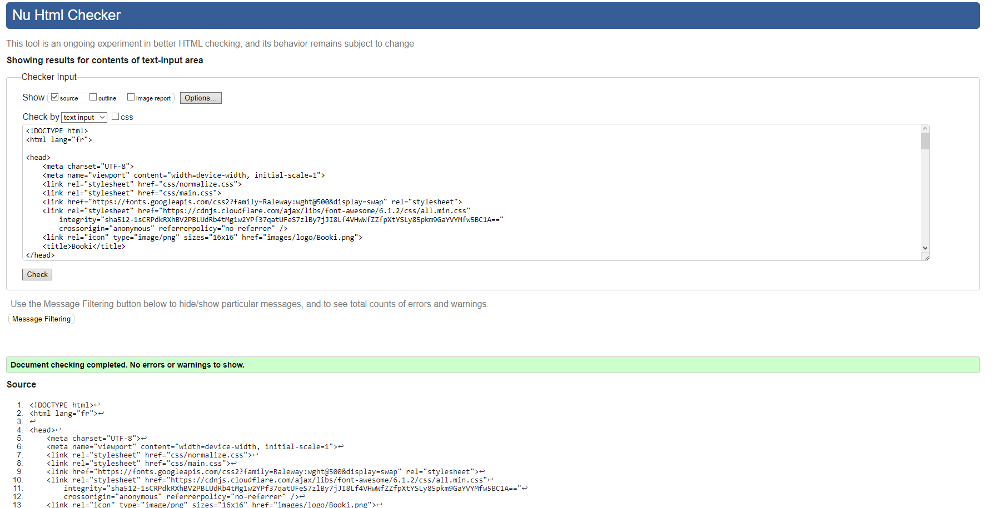 Nu Html Checker
This tool is an ongoing experiment in better HTML checking, and its behavior remains subject to change
Showing results for contents of text-input area
Checker Input
Show source outline image report Options...
Check by text input css
<!DOCTYPE html>
<html lang="fr">
<head>
<meta charset="UTF-8">
<meta name="viewport" content="width=device-width, initial-scale=1">
<link rel="stylesheet" href="css/normalize.css">
<link rel="stylesheet" href="css/main.css">
<link href="https://fonts.googleapis.com/css2?family=Raleway:wght@500&display=swap" rel="stylesheet">
<link rel="stylesheet" href="https://cdnjs.cloudflare.com/ajax/libs/font-awesome/6.1.2/css/all.min.css"
integrity="sha512-1sCRPdkRXhBV2PBLUdRb4tMg1w2YPf37qatUFeS7zlBy7jJI8Lf4VHwWfZZfpXtYSLy85pkm9GaYVYMfw5BC1A=="
crossorigin="anonymous" referrerpolicy="no-referrer" />
<link rel="icon" type="image/png" sizes="16x16" href="images/logo/Booki.png">
<title>Booki</title>
</head>
Check
Use the Message Filtering button below to hide/show particular messages, and to see total counts of errors and warnings.
Message Filtering
Document checking completed. No errors or warnings to show.
Source
1. <!DOCTYPE html>↩
2. <html lang="fr">↩
3. ↩
4. <head>↩
5. <meta charset="UTF-8">↩
6. <meta name="viewport" content="width=device-width, initial-scale=1">↩
7. <link rel="stylesheet" href="css/normalize.css">↩
8. <link rel="stylesheet" href="css/main.css">↩
9. <link href="https://fonts.googleapis.com/css2?family=Raleway:wght@500&display=swap" rel="stylesheet">↩
10. <link rel="stylesheet" href="https://cdnjs.cloudflare.com/ajax/libs/font-awesome/6.1.2/css/all.min.css"↩
11. integrity="sha512-1sCRPdkRXhBV2PBLUdRb4tMg1w2YPf37qatUFeS7zlBy7jJI8Lf4VHwWfZZfpXtYSLy85pkm9GaYVYMfw5BC1A=="↩
12. crossorigin="anonymous" referrerpolicy="no-referrer" />↩
13. <link rel="icon" type="image/png" sizes="16x16" href="images/logo/Booki.png">↩